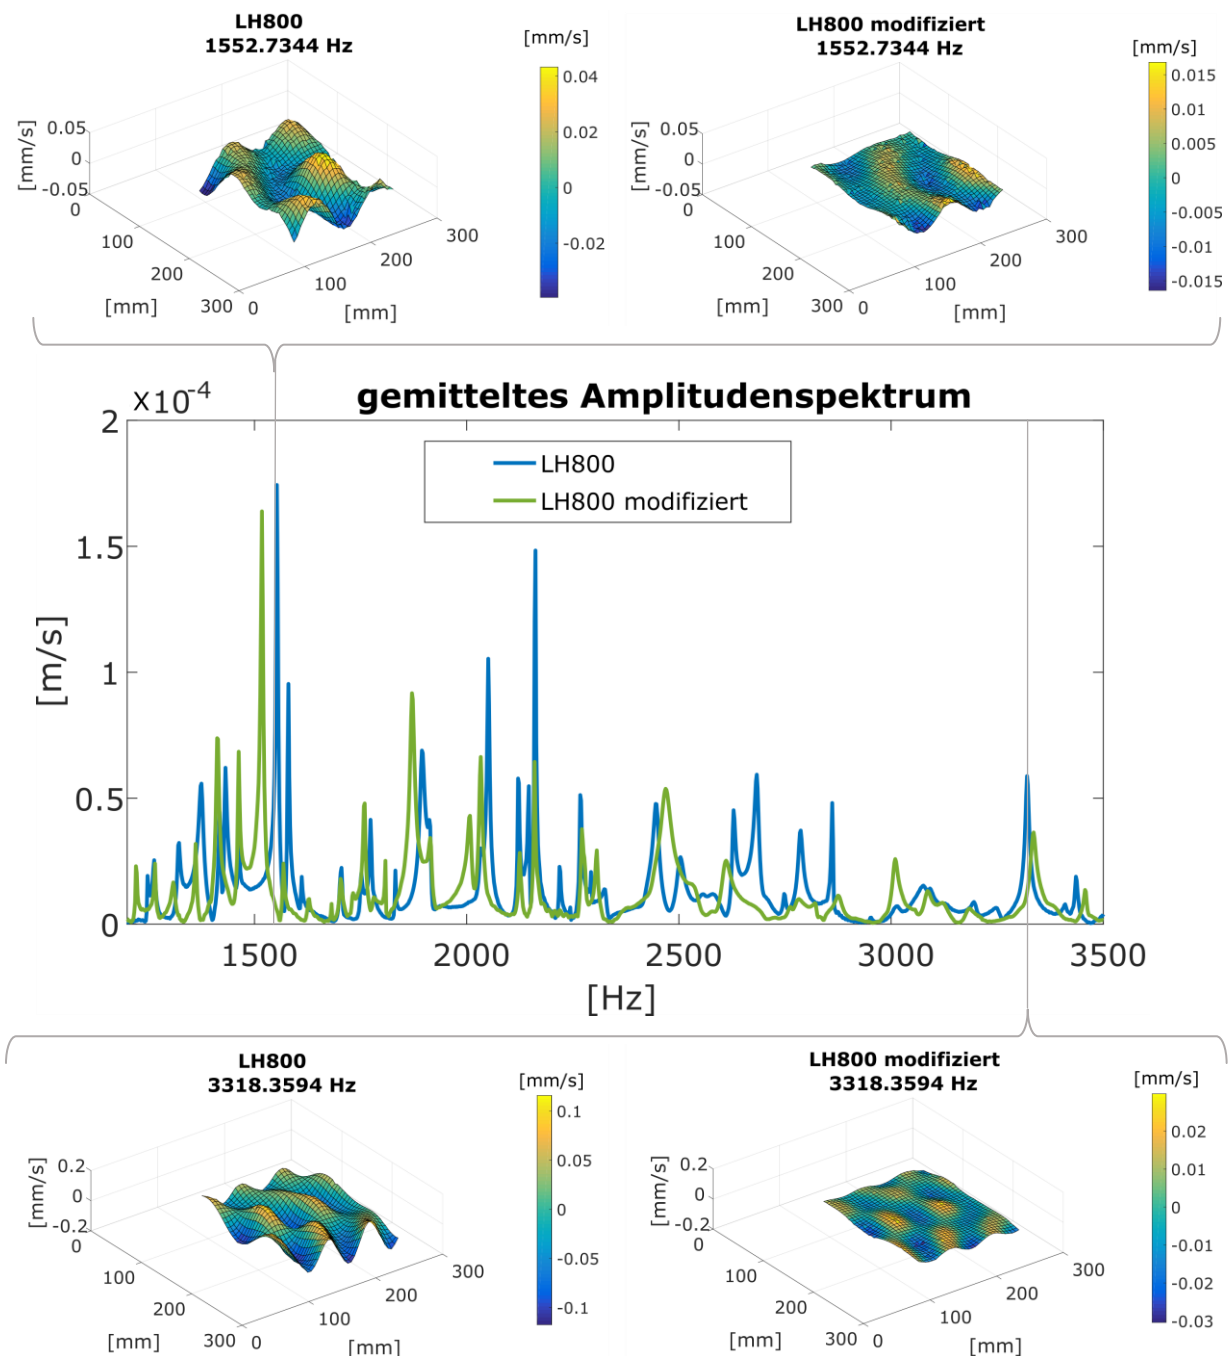 LH800
1552.7344 Hz
[mm/s]
0.04
0.02
0
-0.02
0.05
0
-0.05
[mm/s]
0
100
200
300
[mm]
0
100
200
300
[mm]
LH800 modifiziert
1552.7344 Hz
[mm/s]
0.015
0.01
0.005
0
-0.005
-0.01
-0.015
0.05
0
-0.05
[mm/s]
0
100
200
300
[mm]
0
100
200
300
[mm]
gemitteltes Amplitudenspektrum
×10-4
LH800
LH800 modifiziert
2
1.5
1
0.5
0
[m/s]
1500
2000
2500
3000
3500
[Hz]
LH800
3318.3594 Hz
[mm/s]
0.1
0.05
0
-0.05
-0.1
0.2
0
-0.2
[mm/s]
0
100
200
300
[mm]
0
100
200
300
[mm]
LH800 modifiziert
3318.3594 Hz
[mm/s]
0.02
0.01
0
-0.01
-0.02
-0.03
0.2
0
-0.2
[mm/s]
0
100
200
300
[mm]
0
100
200
300
[mm]